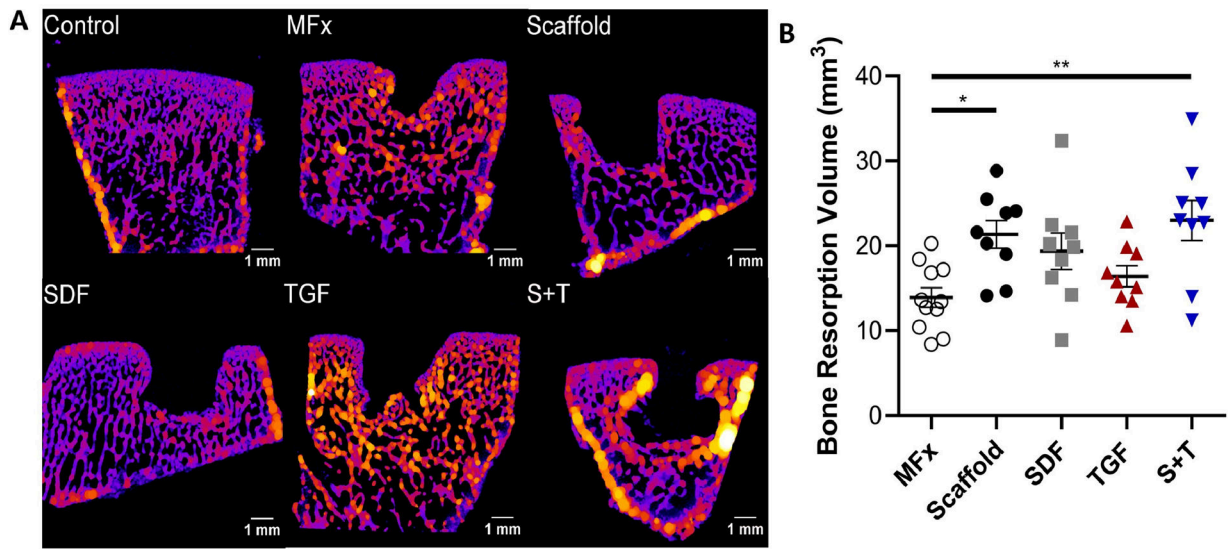 A
Control
MFx
Scaffold
1 mm
1 mm
1 mm
SDF
TGF
S+T
1 mm
1 mm
1 mm
B
Bone Resorption Volume (mm³)
40
30
20
10
0
**
*
MFx
Scaffold
SDF
TGF
S+T